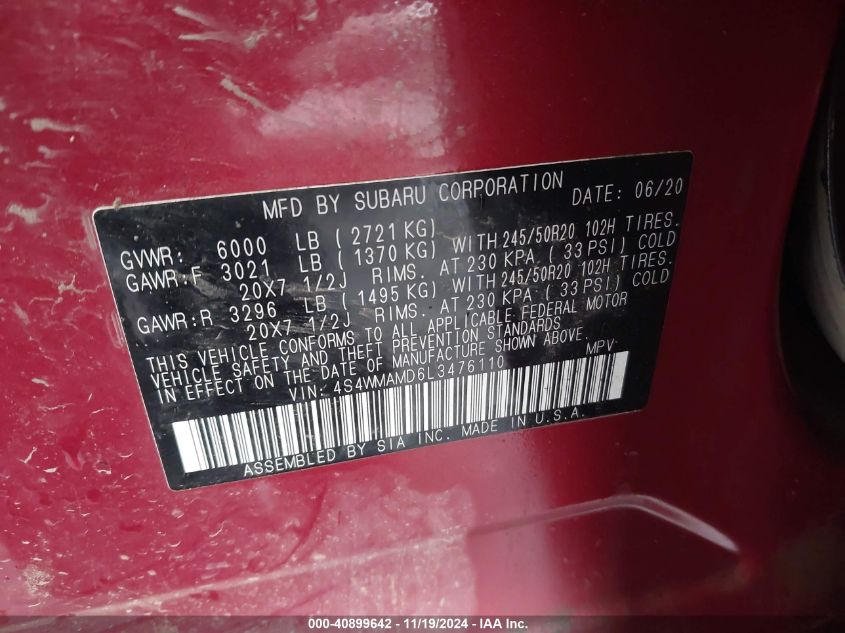 MFD BY SUBARU CORPORATION DATE: 06/20
GVWR: 6000 LB ( 2721 KG)
GAWR:F 3021 LB ( 1370 KG) WITH 245/50R20 102H TIRES.
20X7 1/2J RIMS. AT 230 KPA. ( 33 PSI) COLD
GAWR:R 3296 LB ( 1495 KG) WITH 245/50R20 102H TIRES.
20X7 1/2J RIMS. AT 230 KPA. ( 33 PSI) COLD
THIS VEHICLE CONFORMS TO ALL APPLICABLE FEDERAL MOTOR
VEHICLE SAFETY AND THEFT PREVENTION STANDARDS
IN EFFECT ON THE DATE OF MANUFACTURE SHOWN ABOVE.
VIN: 4S4WMAMD6L3476110 MPV
ASSEMBLED BY SIA INC. MADE IN U.S.A.
000-40899642 - 11/19/2024 - IAA Inc.